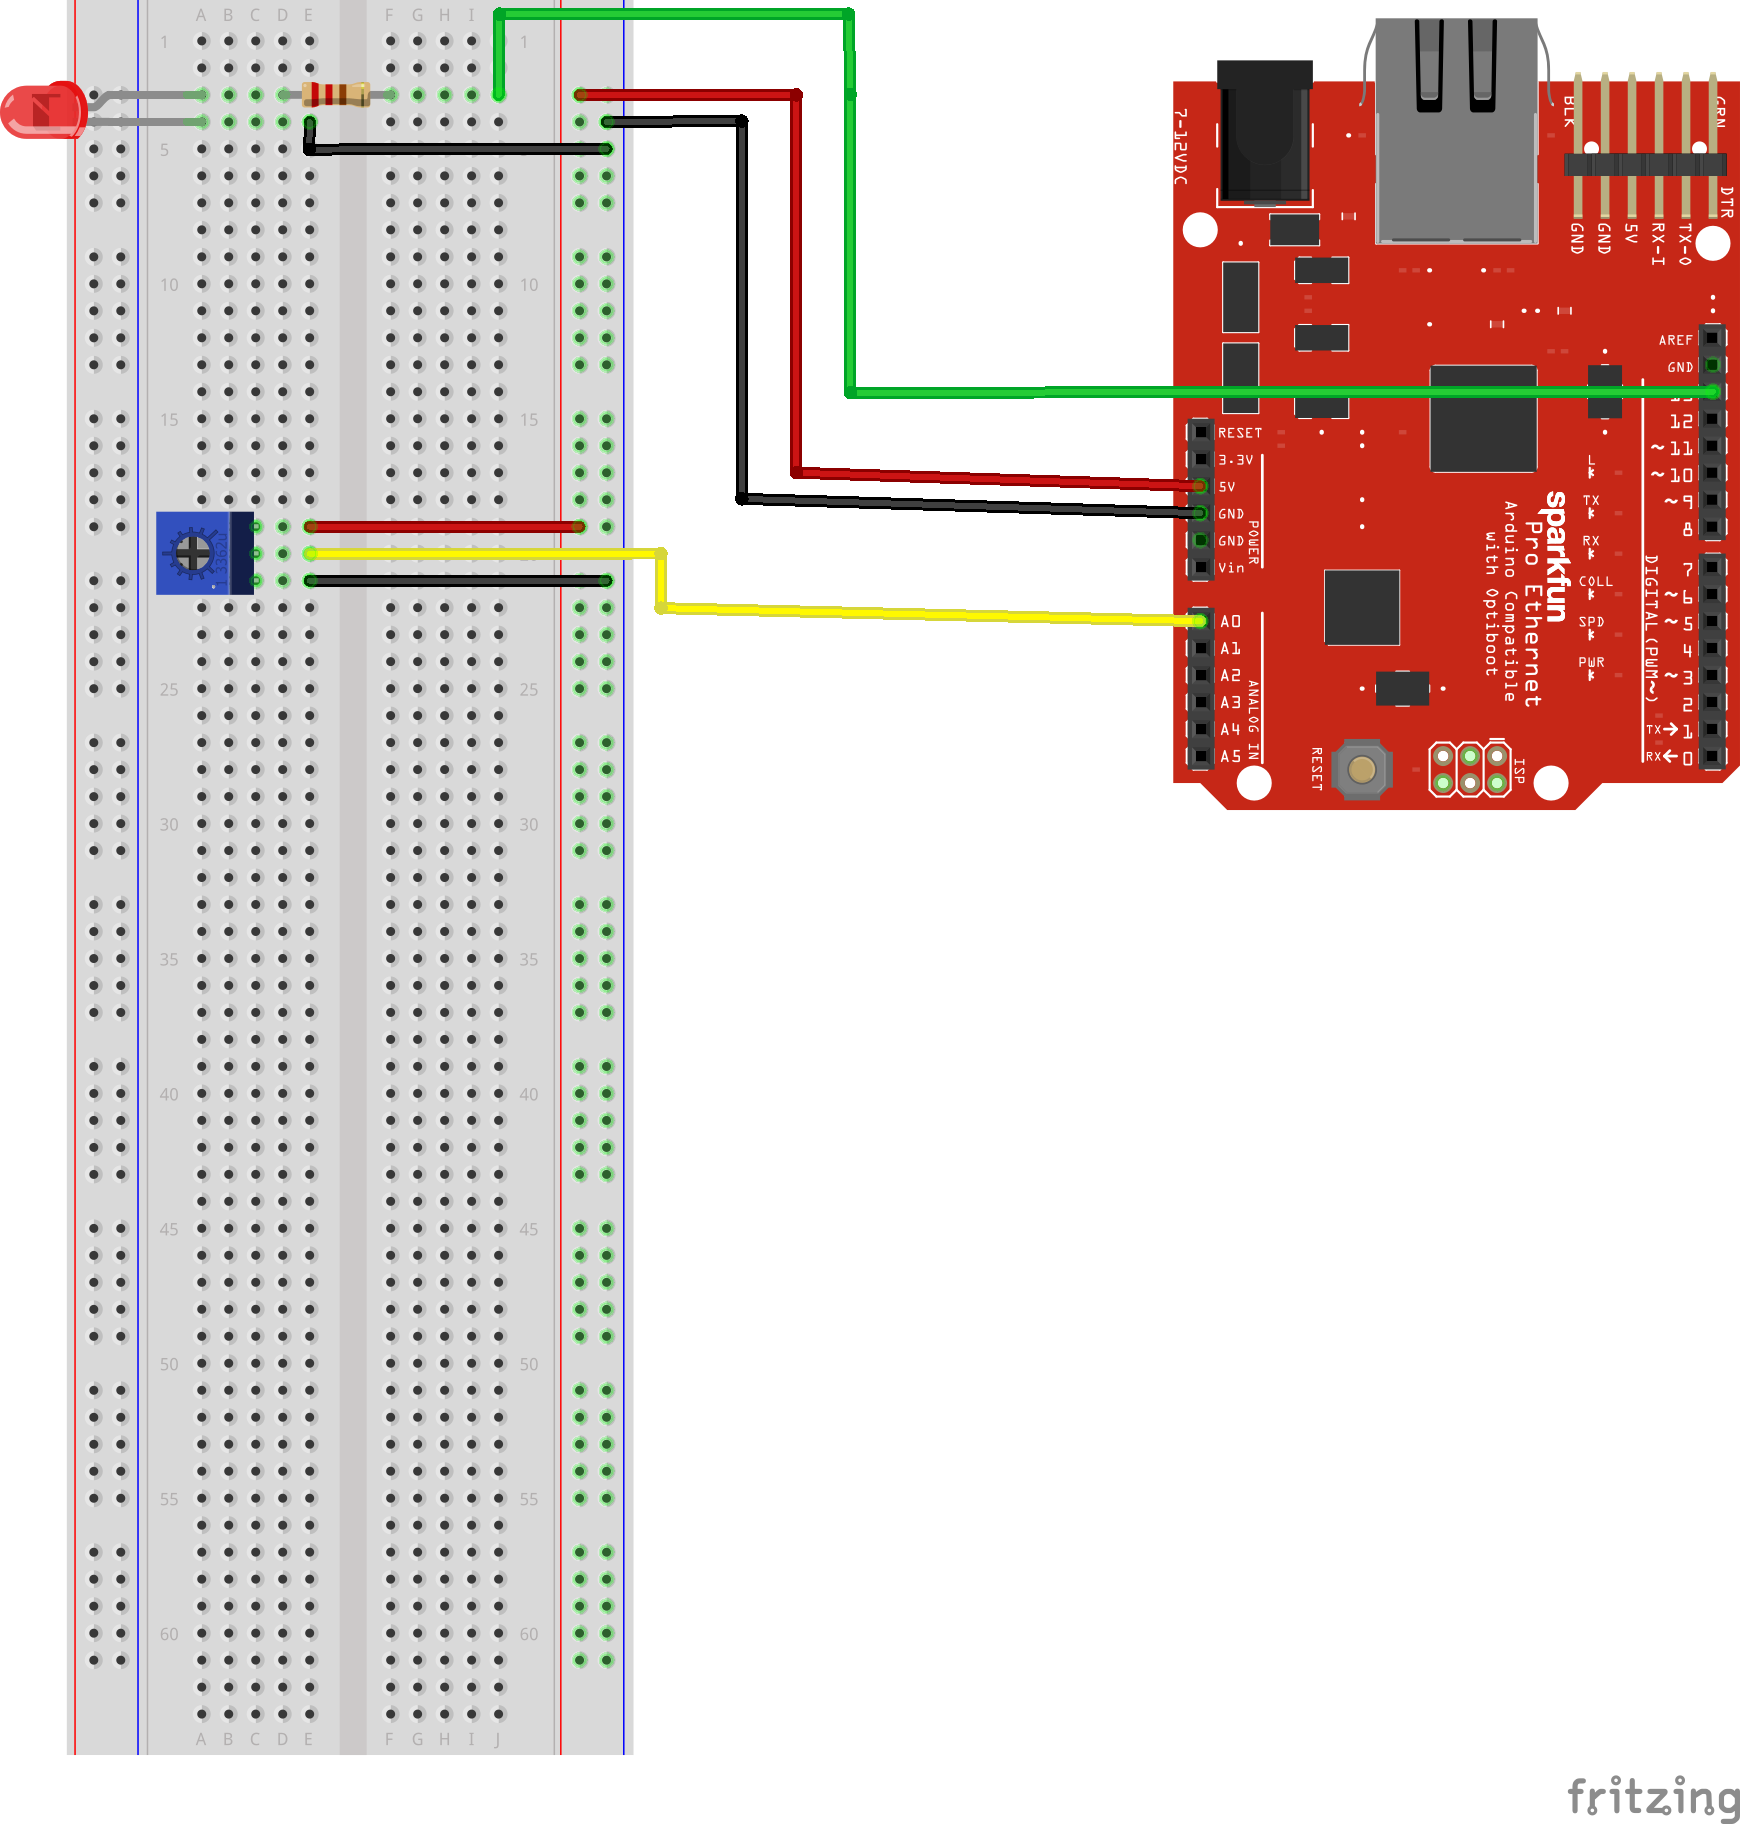 A B C D E F G H I
1 1
5
10 10
15 15
25 25
30 30
35 35
40 40
45 45
50 50
55 55
60 60
A B C D E F G H I J
3362u
7-12VDC
BLK
GRN
DTR
GND
GND
5V
RX-I
TX-O
AREF
GND
12
~11
~10
~9
8
7
~6
~5
4
~3
2
TX→1
RX←0
DIGITAL (PWM~)
RESET
3.3V
5V
GND
GND
Vin
POWER
A0
A1
A2
A3
A4
A5
ANALOG IN
L
TX
RX
COLL
SPD
PWR
sparkfun
Pro Ethernet
Arduino Compatible
with Optiboot
RESET
ISP
fritzing